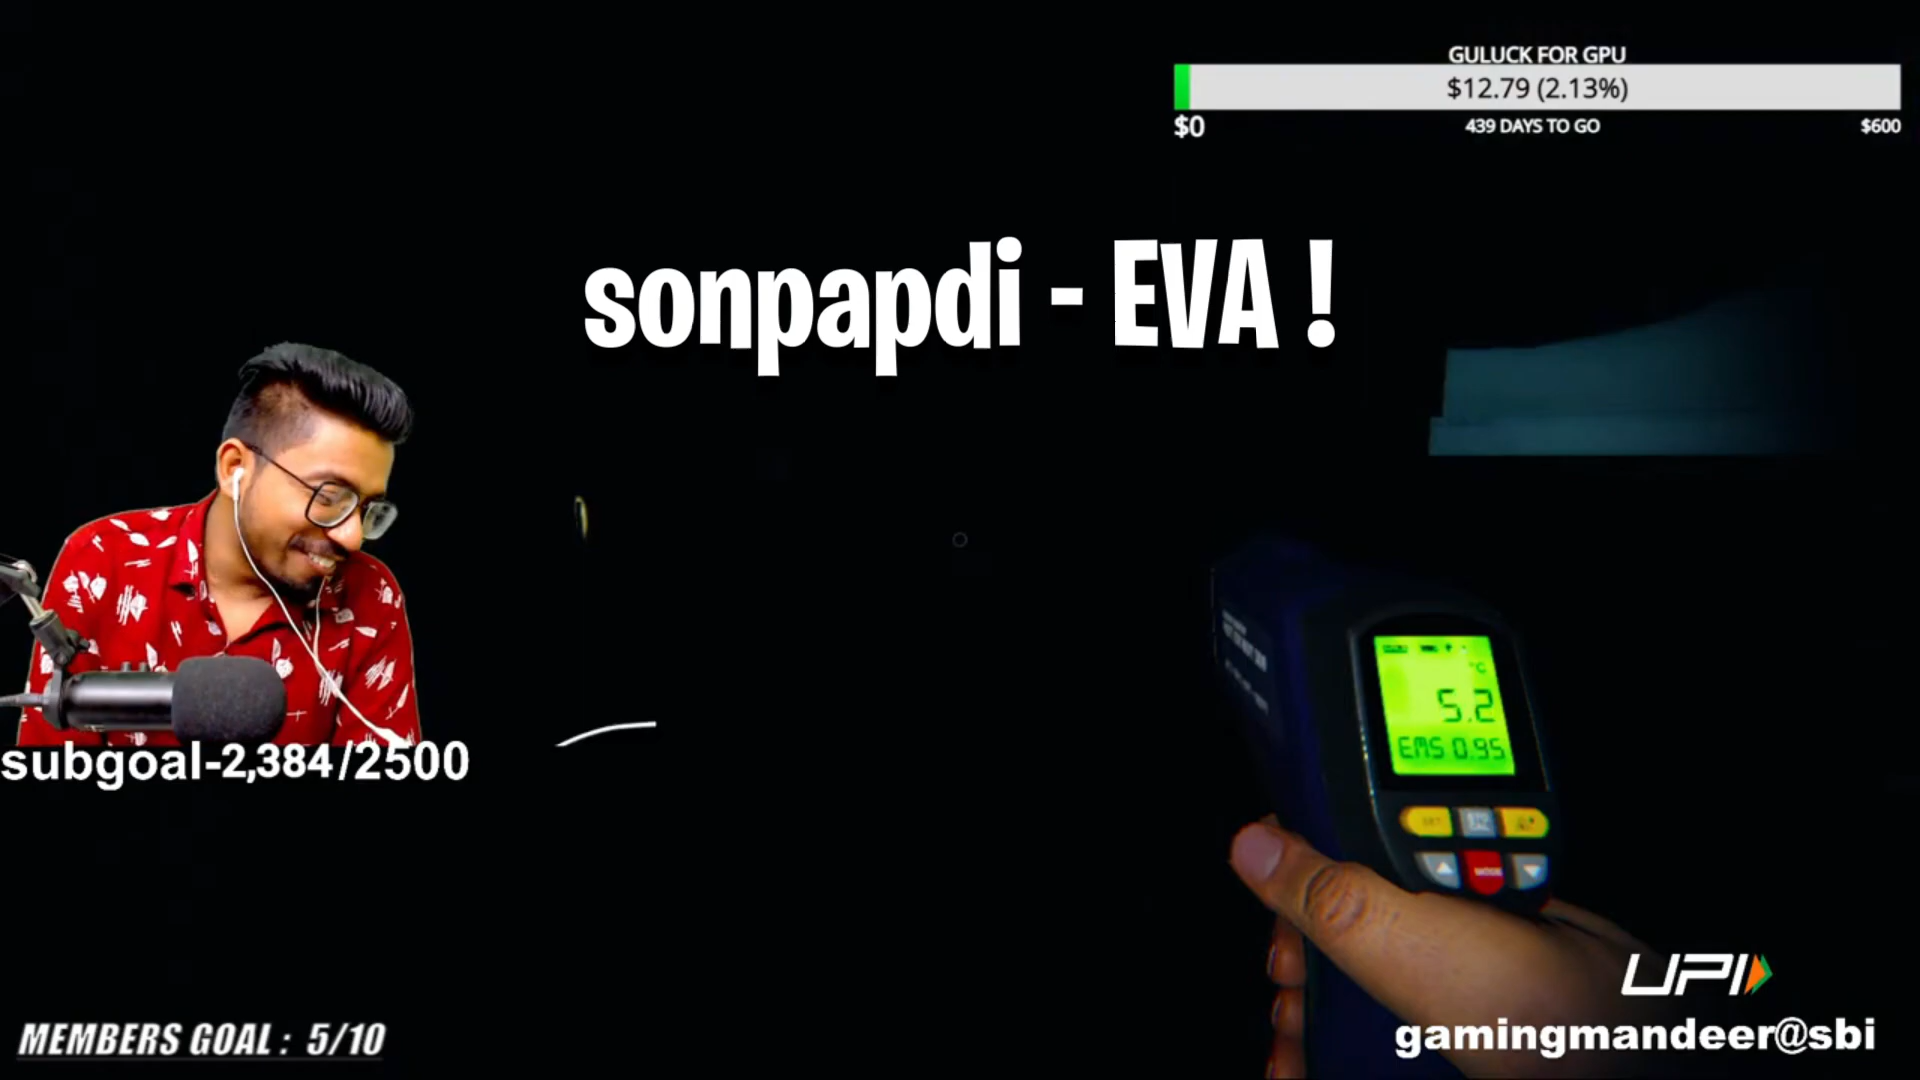 GULUCK FOR GPU
$12.79 (2.13%)
$0 439 DAYS TO GO $600
sonpapdi - EVA !
°C
5.2
EMS 0.95
MODE
subgoal-2,384/2500
UPI
MEMBERS GOAL : 5/10
gamingmandeer@sbi